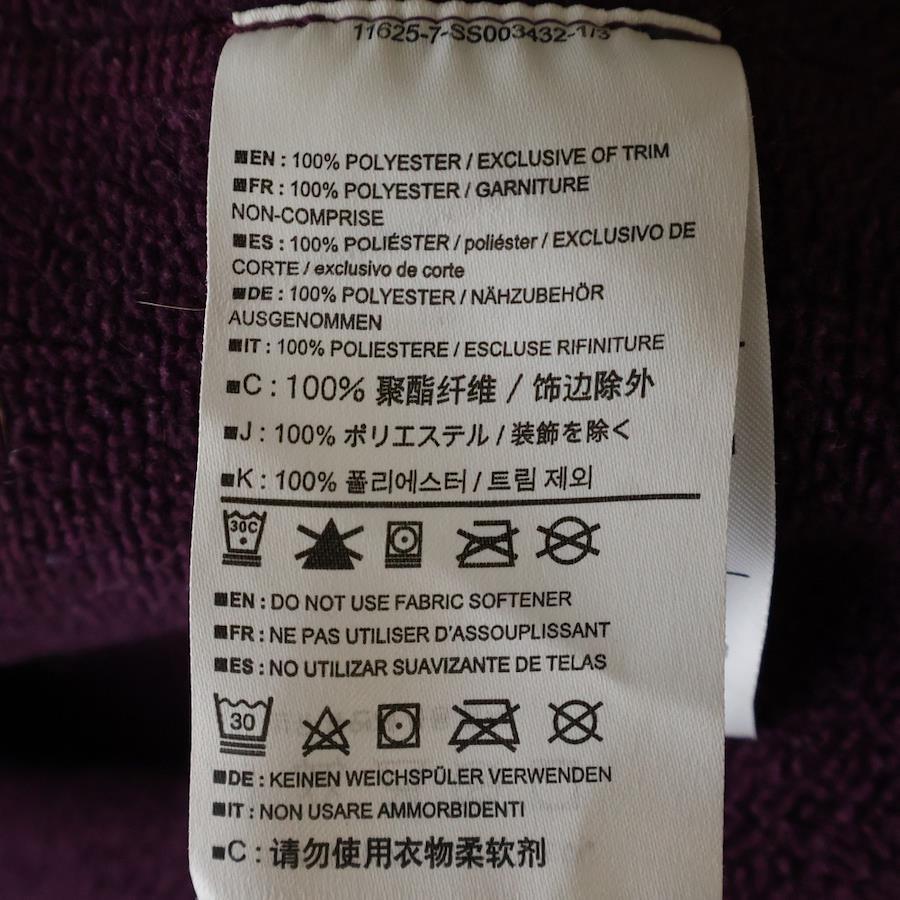 11625-7-SS003432-1/3
EN : 100% POLYESTER / EXCLUSIVE OF TRIM
FR : 100% POLYESTER / GARNITURE
NON-COMPRISE
ES : 100% POLIÉSTER / poliéster / EXCLUSIVO DE
CORTE / exclusivo de corte
DE : 100% POLYESTER / NÄHZUBEHÖR
AUSGENOMMEN
IT : 100% POLIESTERE / ESCLUSE RIFINITURE
C : 100% 聚酯纤维 / 饰边除外
J : 100% ポリエステル / 装飾を除く
K : 100% 폴리에스터 / 트림 제외
30C
EN : DO NOT USE FABRIC SOFTENER
FR : NE PAS UTILISER D'ASSOUPLISSANT
ES : NO UTILIZAR SUAVIZANTE DE TELAS
30
DE : KEINEN WEICHSPÜLER VERWENDEN
IT : NON USARE AMMORBIDENTI
C : 请勿使用衣物柔软剂